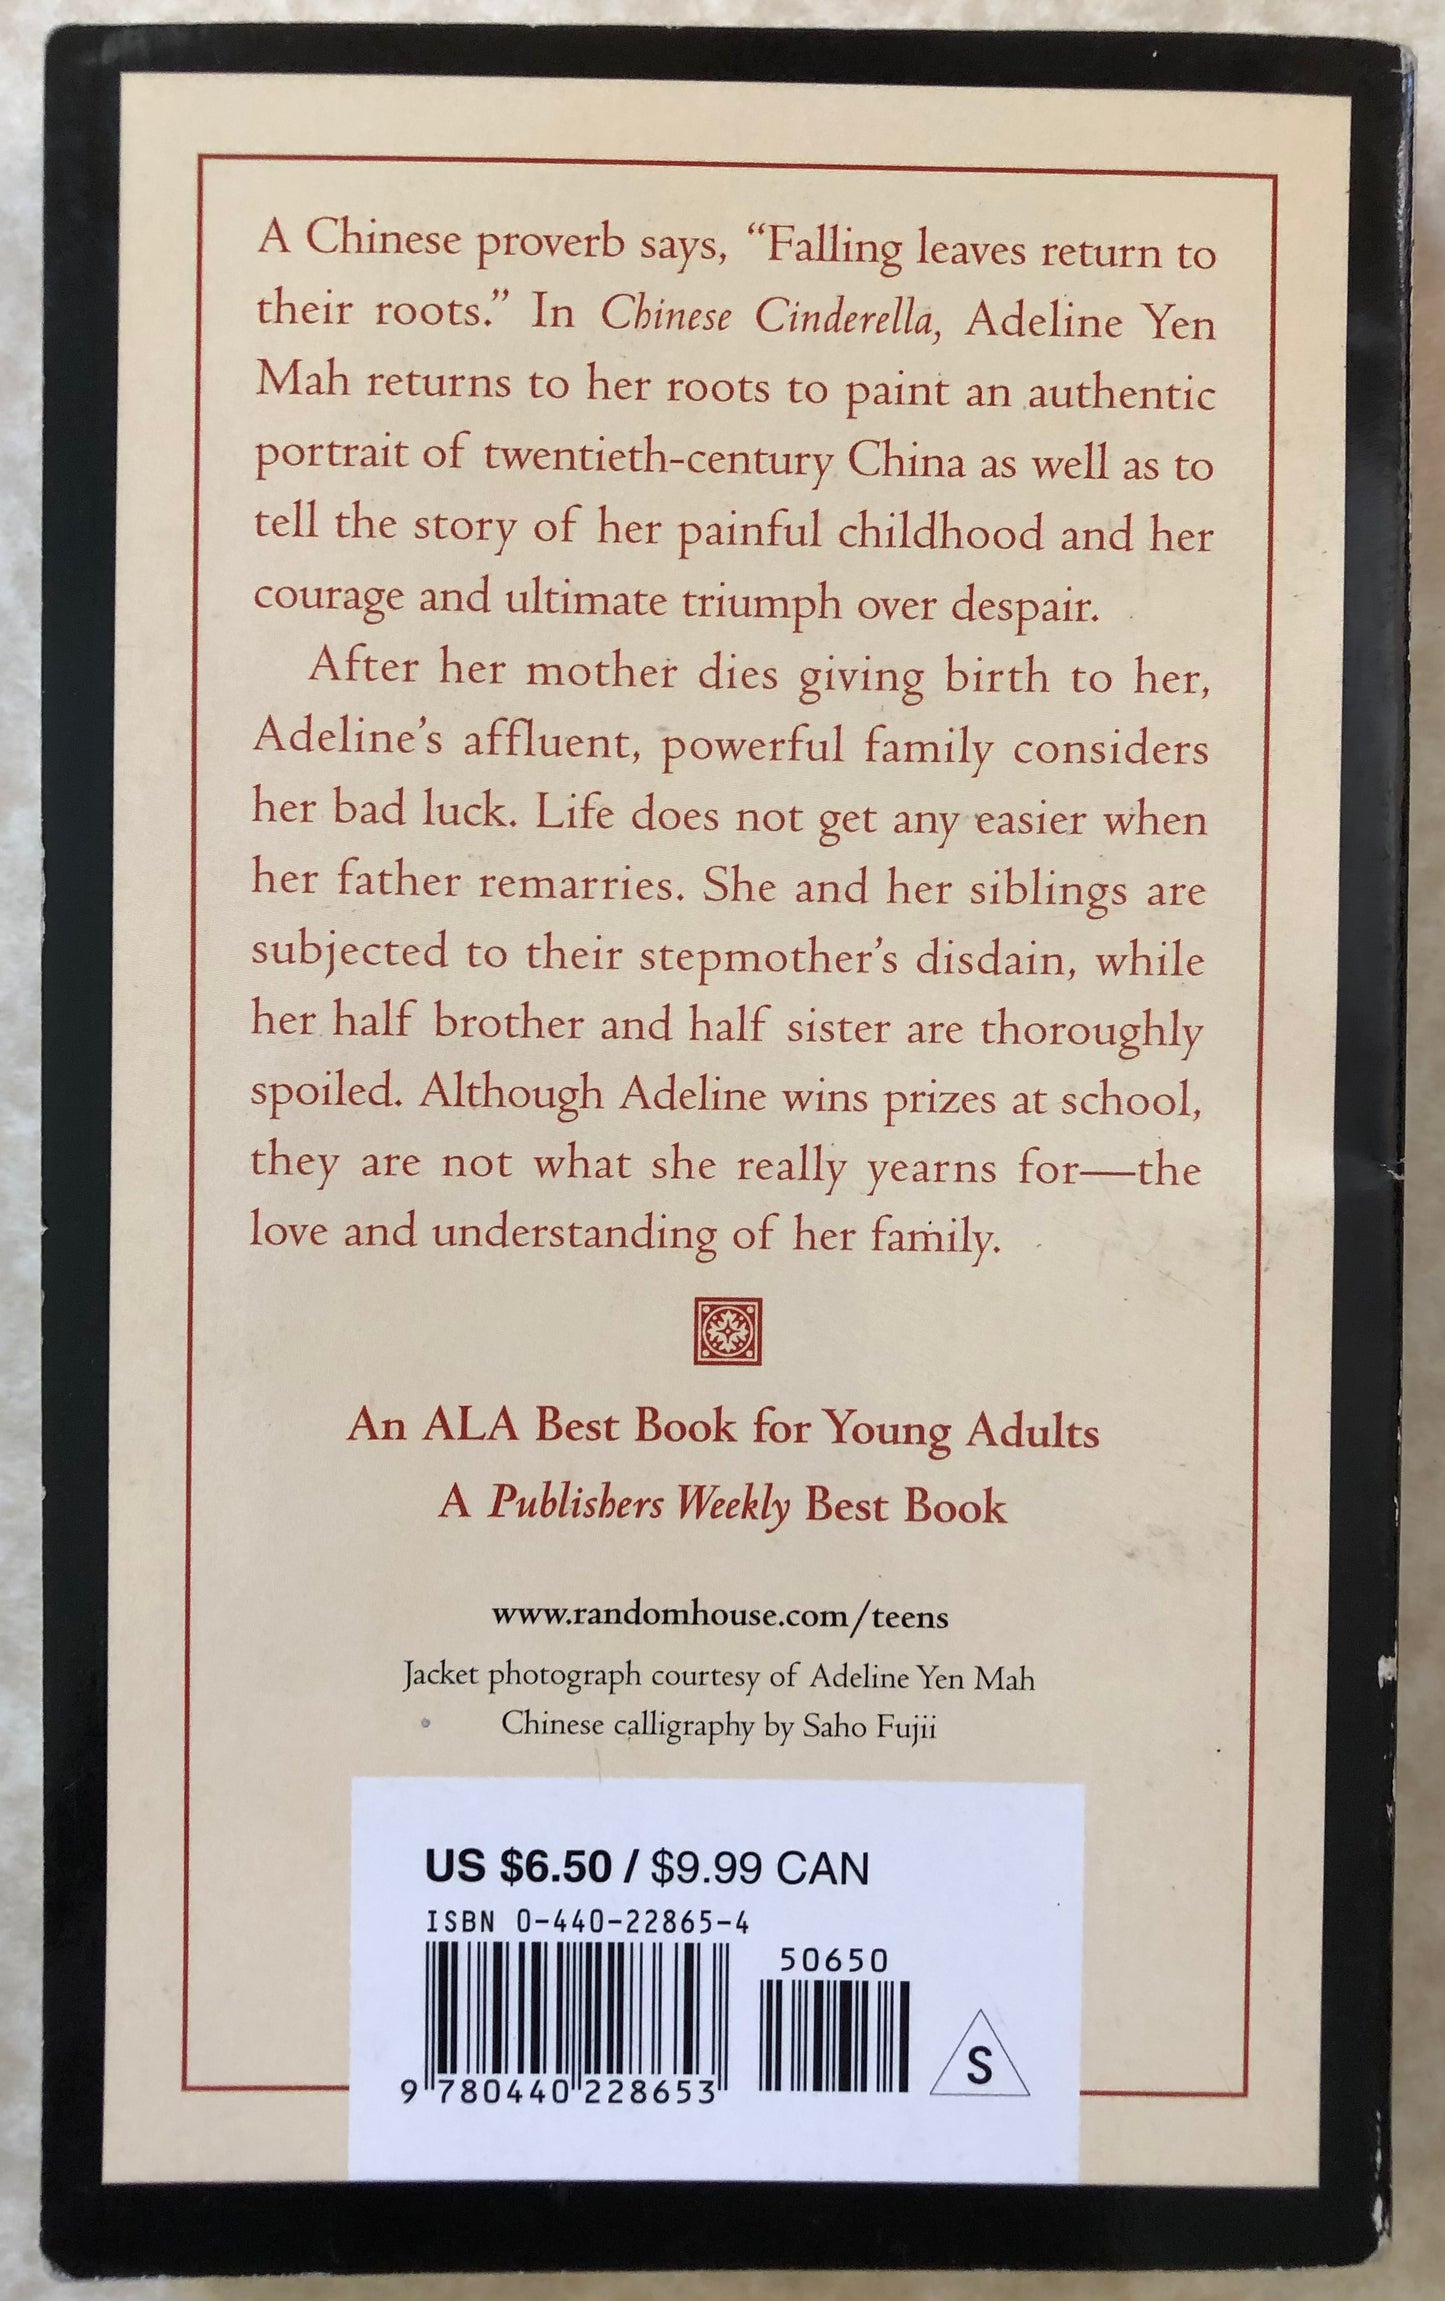 A Chinese proverb says, “Falling leaves return to
their roots.” In Chinese Cinderella, Adeline Yen
Mah returns to her roots to paint an authentic
portrait of twentieth-century China as well as to
tell the story of her painful childhood and her
courage and ultimate triumph over despair.
After her mother dies giving birth to her,
Adeline’s affluent, powerful family considers
her bad luck. Life does not get any easier when
her father remarries. She and her siblings are
subjected to their stepmother’s disdain, while
her half brother and half sister are thoroughly
spoiled. Although Adeline wins prizes at school,
they are not what she really yearns for—the
love and understanding of her family.
An ALA Best Book for Young Adults
A Publishers Weekly Best Book
www.randomhouse.com/teens
Jacket photograph courtesy of Adeline Yen Mah
Chinese calligraphy by Saho Fujii
US $6.50 / $9.99 CAN
ISBN 0-440-22865-4
50650
9 780440 228653
S